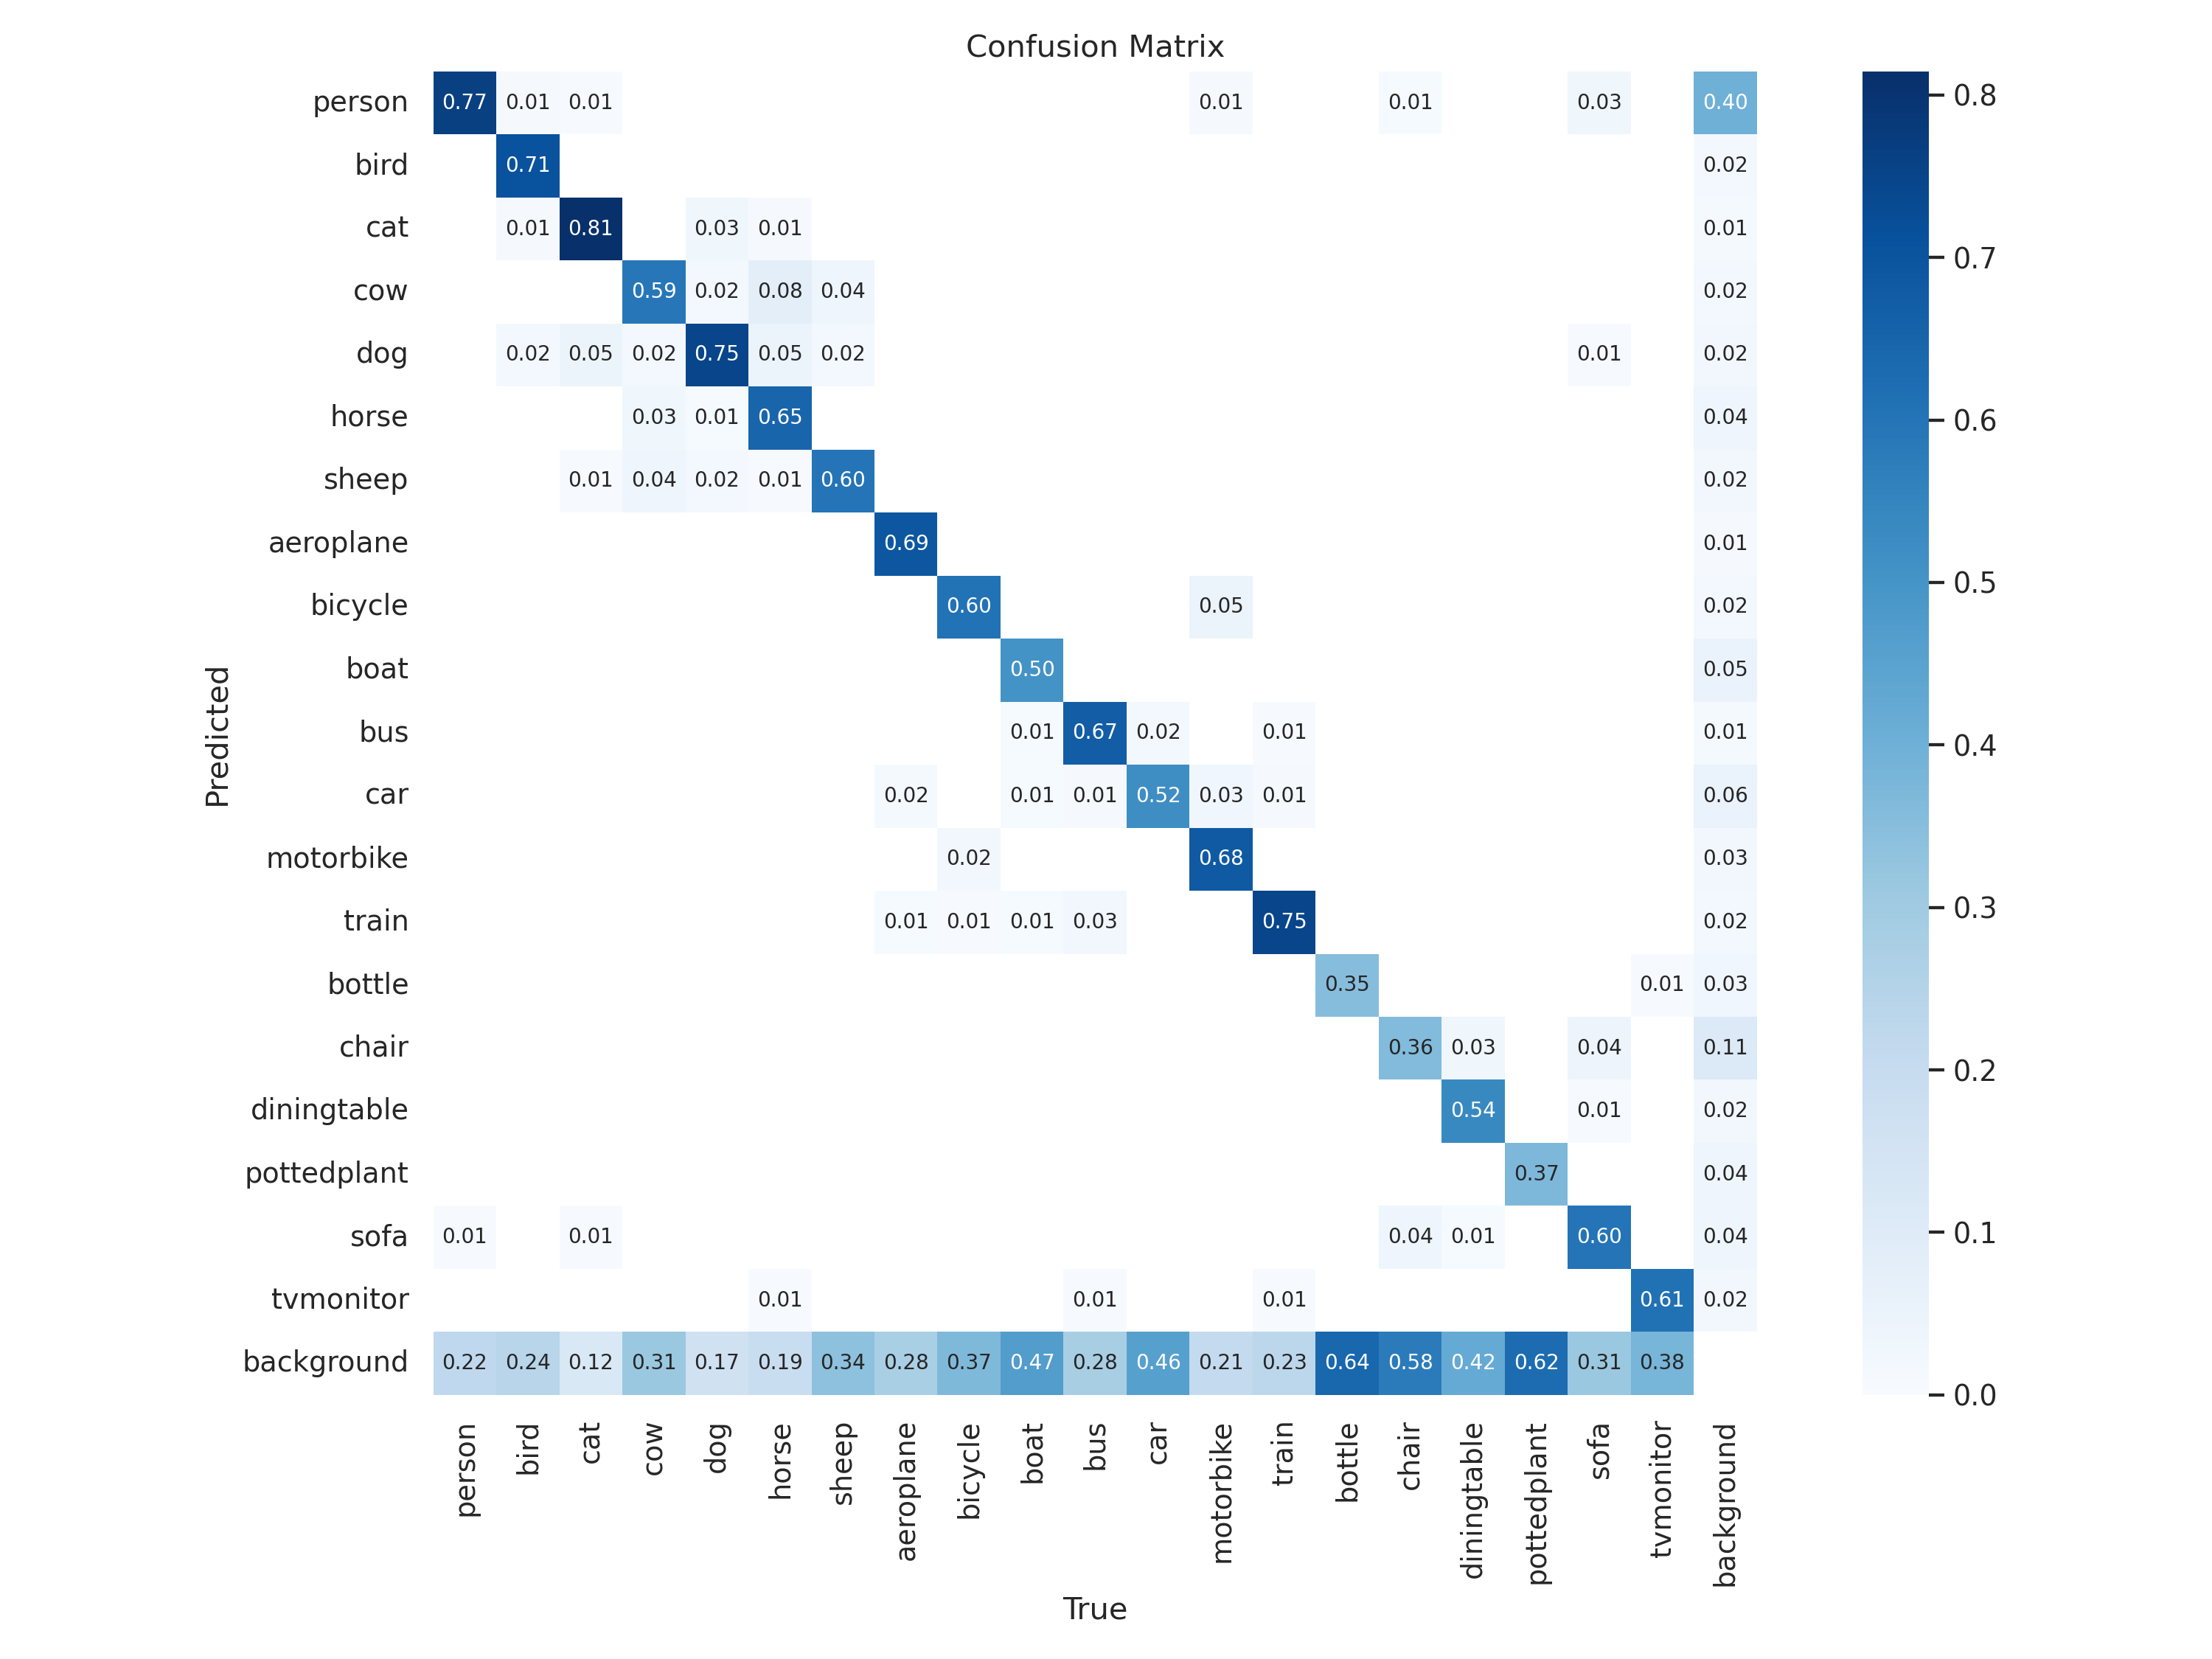 Confusion Matrix
person 0.77 0.01 0.01 0.01 0.01 0.03 0.40
bird 0.71 0.02
cat 0.01 0.81 0.03 0.01 0.01
cow 0.59 0.02 0.08 0.04 0.02
dog 0.02 0.05 0.02 0.75 0.05 0.02 0.01 0.02
horse 0.03 0.01 0.65 0.04
sheep 0.01 0.04 0.02 0.01 0.60 0.02
aeroplane 0.69 0.01
bicycle 0.60 0.05 0.02
boat 0.50 0.05
bus 0.01 0.67 0.02 0.01 0.01
car 0.02 0.01 0.01 0.52 0.03 0.01 0.06
motorbike 0.02 0.68 0.03
train 0.01 0.01 0.01 0.03 0.75 0.02
bottle 0.35 0.01 0.03
chair 0.36 0.03 0.04 0.11
diningtable 0.54 0.01 0.02
pottedplant 0.37 0.04
sofa 0.01 0.01 0.04 0.01 0.60 0.04
tvmonitor 0.01 0.01 0.01 0.61 0.02
background 0.22 0.24 0.12 0.31 0.17 0.19 0.34 0.28 0.37 0.47 0.28 0.46 0.21 0.23 0.64 0.58 0.42 0.62 0.31 0.38
person bird cat cow dog horse sheep aeroplane bicycle boat bus car motorbike train bottle chair diningtable pottedplant sofa tvmonitor background
True
Predicted
0.8
0.7
0.6
0.5
0.4
0.3
0.2
0.1
0.0